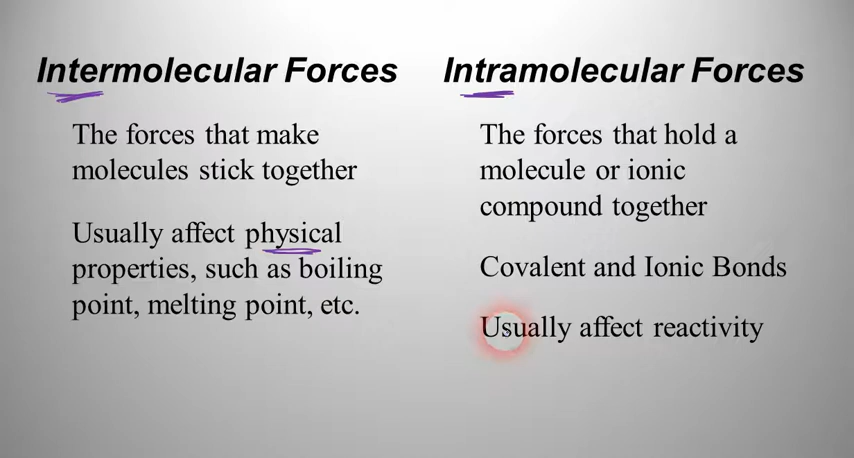 Intermolecular Forces
The forces that make
molecules stick together
Usually affect physical
properties, such as boiling
point, melting point, etc.
Intramolecular Forces
The forces that hold a
molecule or ionic
compound together
Covalent and Ionic Bonds
Usually affect reactivity